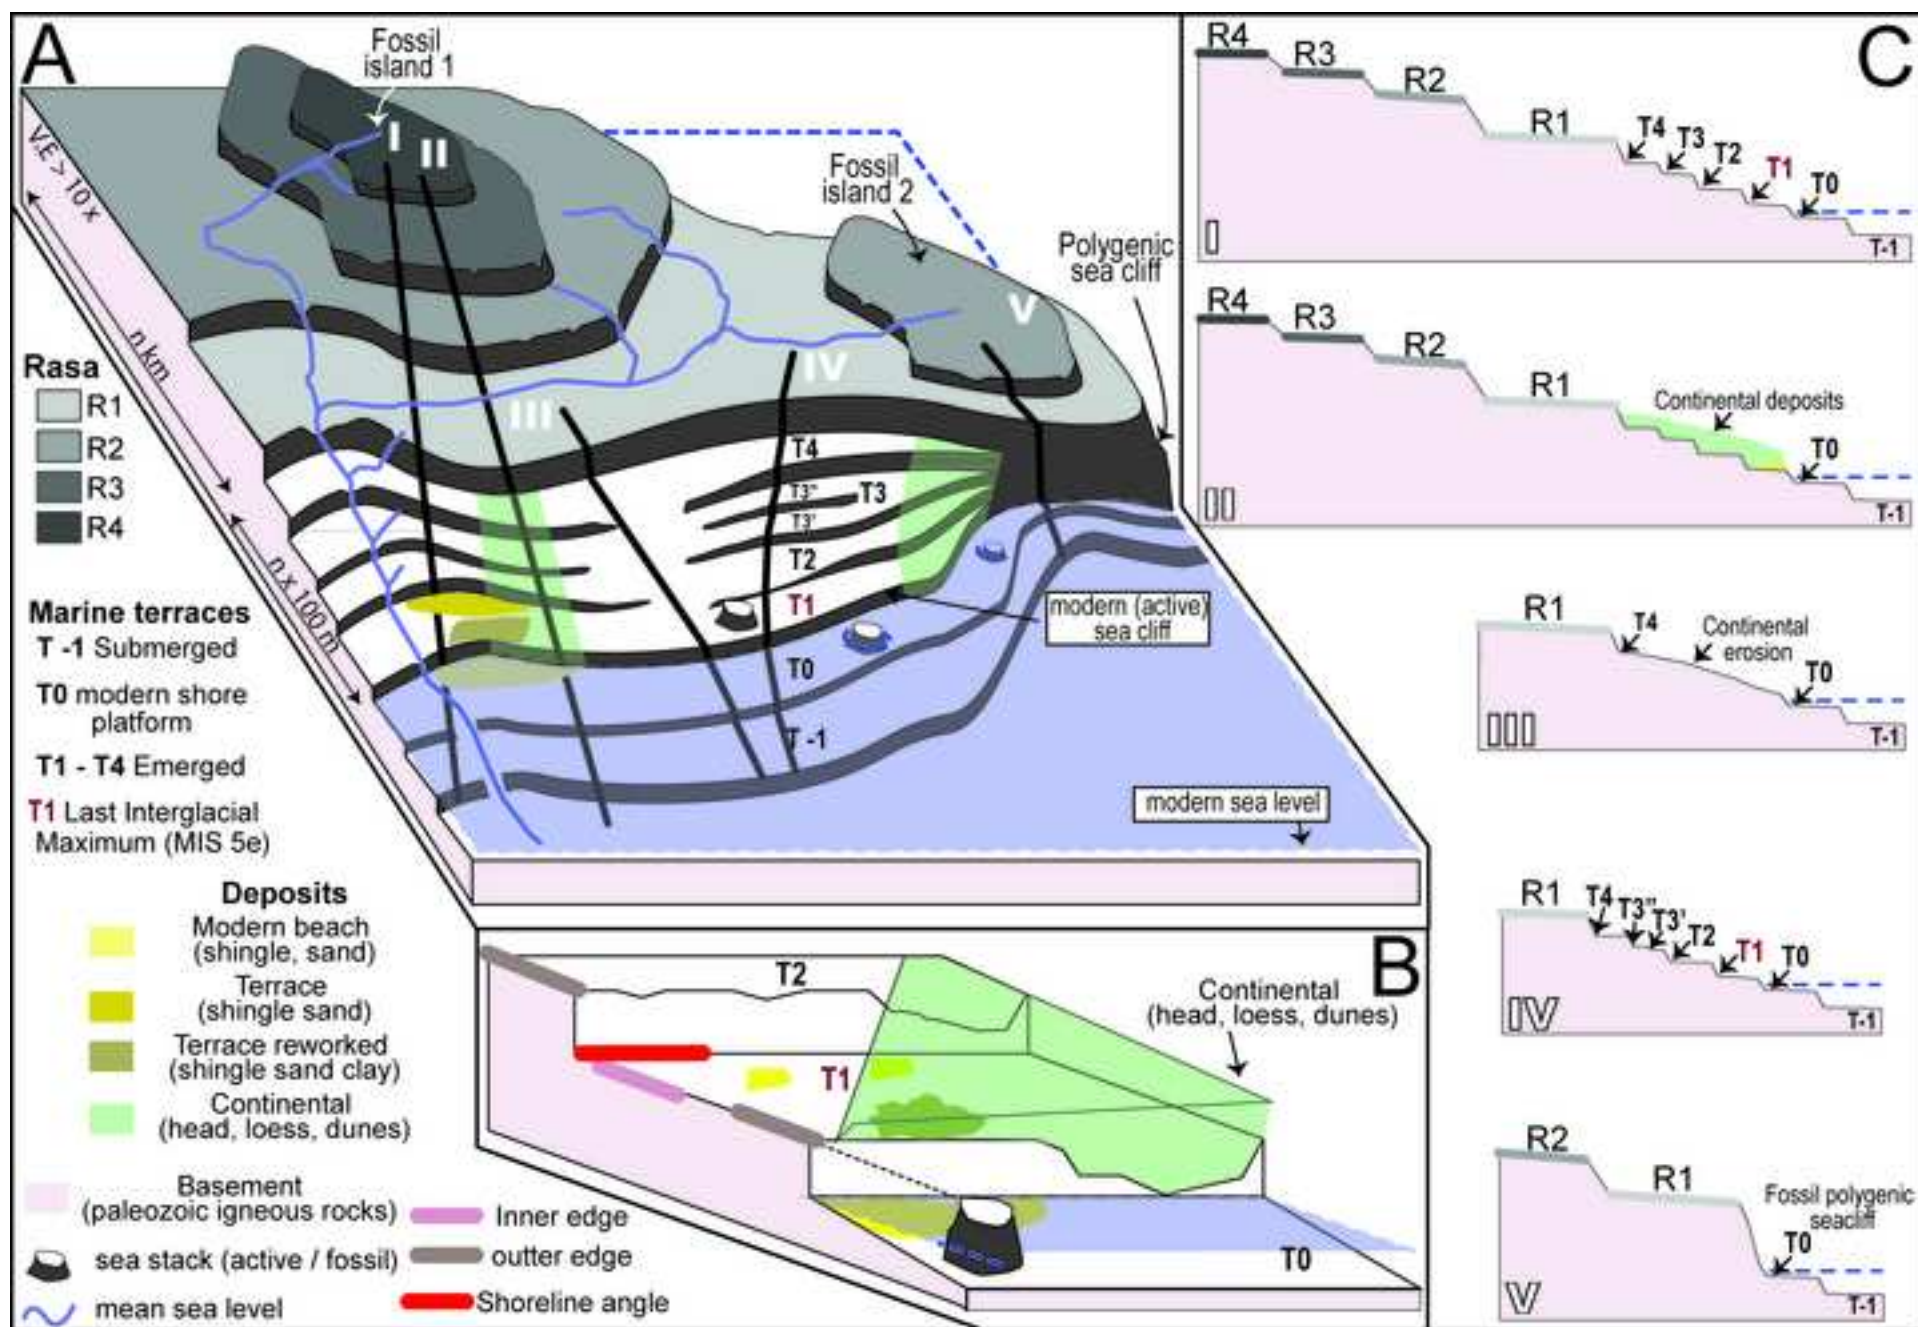 A
Fossil
island 1
I
II
V.E > 10 x
Fossil
island 2
Polygenic
sea cliff
V
IV
III
n km
n x 100 m
T4
T3"
T3
T3'
T2
T1
T0
T -1
modern (active)
sea cliff
modern sea level
Rasa
R1
R2
R3
R4
Marine terraces
T -1 Submerged
T0 modern shore
platform
T1 - T4 Emerged
T1 Last Interglacial
Maximum (MIS 5e)
Deposits
Modern beach
(shingle, sand)
Terrace
(shingle sand)
Terrace reworked
(shingle sand clay)
Continental
(head, loess, dunes)
Basement
(paleozoic igneous rocks)
sea stack (active / fossil)
mean sea level
Inner edge
outter edge
Shoreline angle
B
T2
T1
Continental
(head, loess, dunes)
T0
C
R4
R3
R2
R1
T4
T3
T2
T1
T0
T-1
I
R4
R3
R2
R1
Continental deposits
T0
T-1
II
R1
T4
Continental
erosion
T0
T-1
III
R1
T4
T3"
T3'
T2
T1
T0
T-1
IV
R2
R1
Fossil polygenic
seacliff
T0
T-1
V